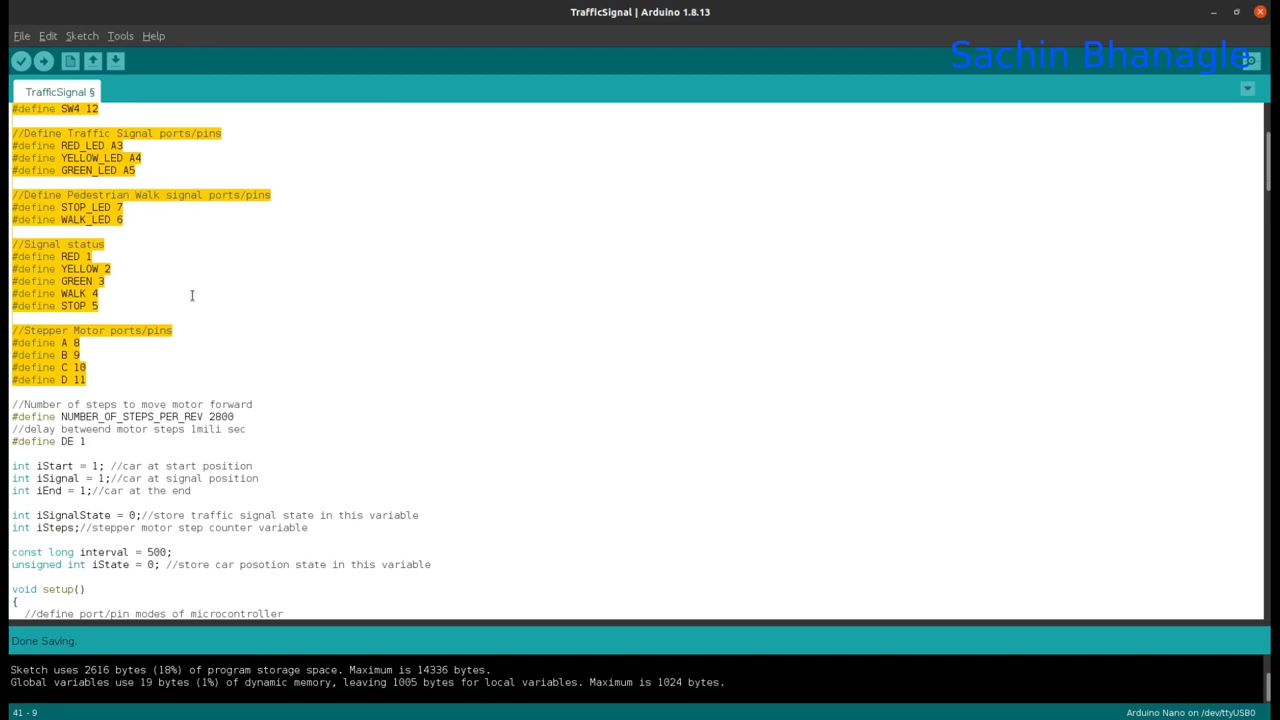 TrafficSignal | Arduino 1.8.13
File Edit Sketch Tools Help
Sachin Bhanagle
TrafficSignal §
#define SW4 12
//Define Traffic Signal ports/pins
#define RED_LED A3
#define YELLOW_LED A4
#define GREEN_LED A5
//Define Pedestrian Walk signal ports/pins
#define STOP_LED 7
#define WALK_LED 6
//Signal status
#define RED 1
#define YELLOW 2
#define GREEN 3
#define WALK 4
#define STOP 5
//Stepper Motor ports/pins
#define A 8
#define B 9
#define C 10
#define D 11
//Number of steps to move motor forward
#define NUMBER_OF_STEPS_PER_REV 2800
//delay betweend motor steps 1mili sec
#define DE 1
int iStart = 1; //car at start position
int iSignal = 1;//car at signal position
int iEnd = 1;//car at the end
int iSignalState = 0;//store traffic signal state in this variable
int iSteps;//stepper motor step counter variable
const long interval = 500;
unsigned int iState = 0; //store car posotion state in this variable
void setup()
{
//define port/pin modes of microcontroller
Done Saving.
Sketch uses 2616 bytes (18%) of program storage space. Maximum is 14336 bytes.
Global variables use 19 bytes (1%) of dynamic memory, leaving 1005 bytes for local variables. Maximum is 1024 bytes.
41 - 9
Arduino Nano on /dev/ttyUSB0